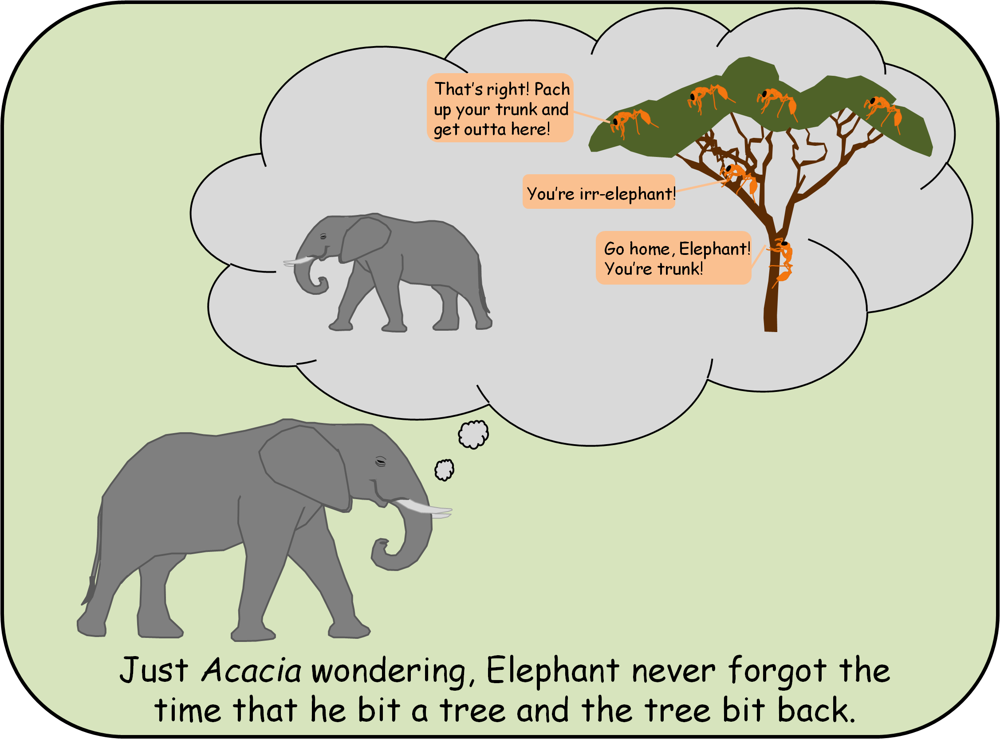 That's right! Pach
up your trunk and
get outta here!
You're irr-elephant!
Go home, Elephant!
You're trunk!
Just Acacia wondering, Elephant never forgot the
time that he bit a tree and the tree bit back.